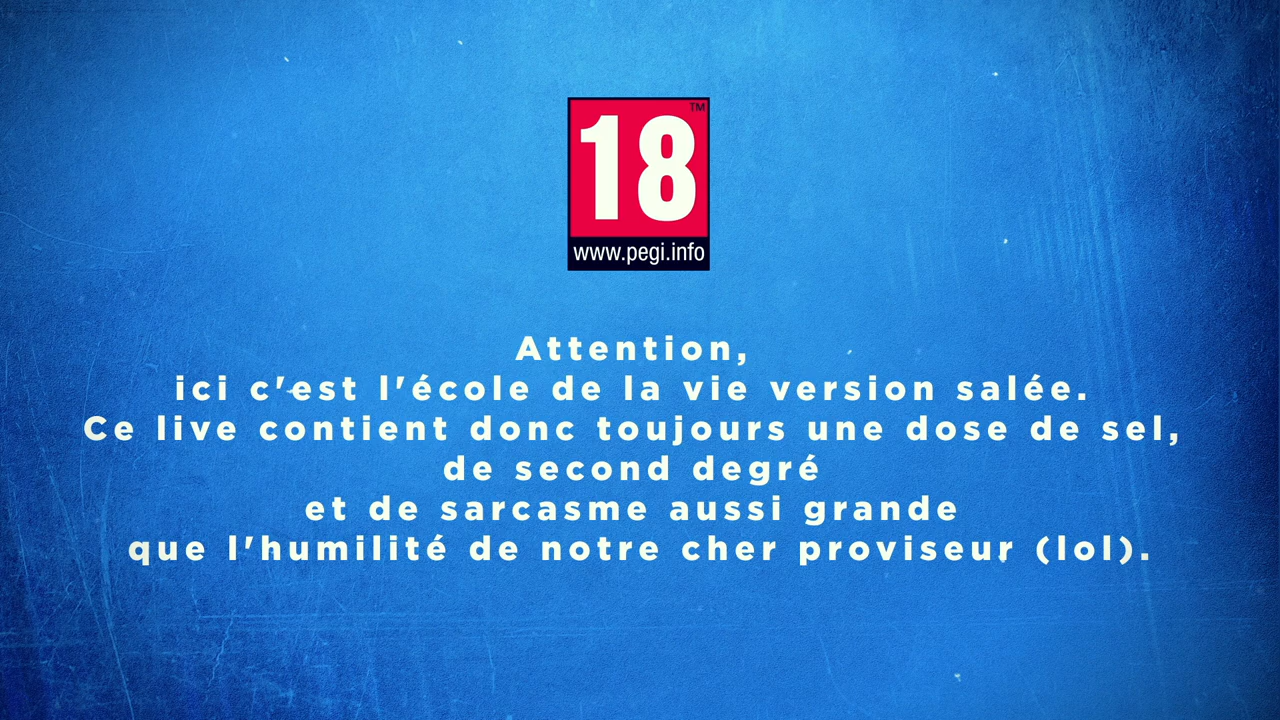 TM
18
www.pegi.info
Attention,
ici c'est l'école de la vie version salée.
Ce live contient donc toujours une dose de sel,
de second degré
et de sarcasme aussi grande
que l'humilité de notre cher proviseur (lol).